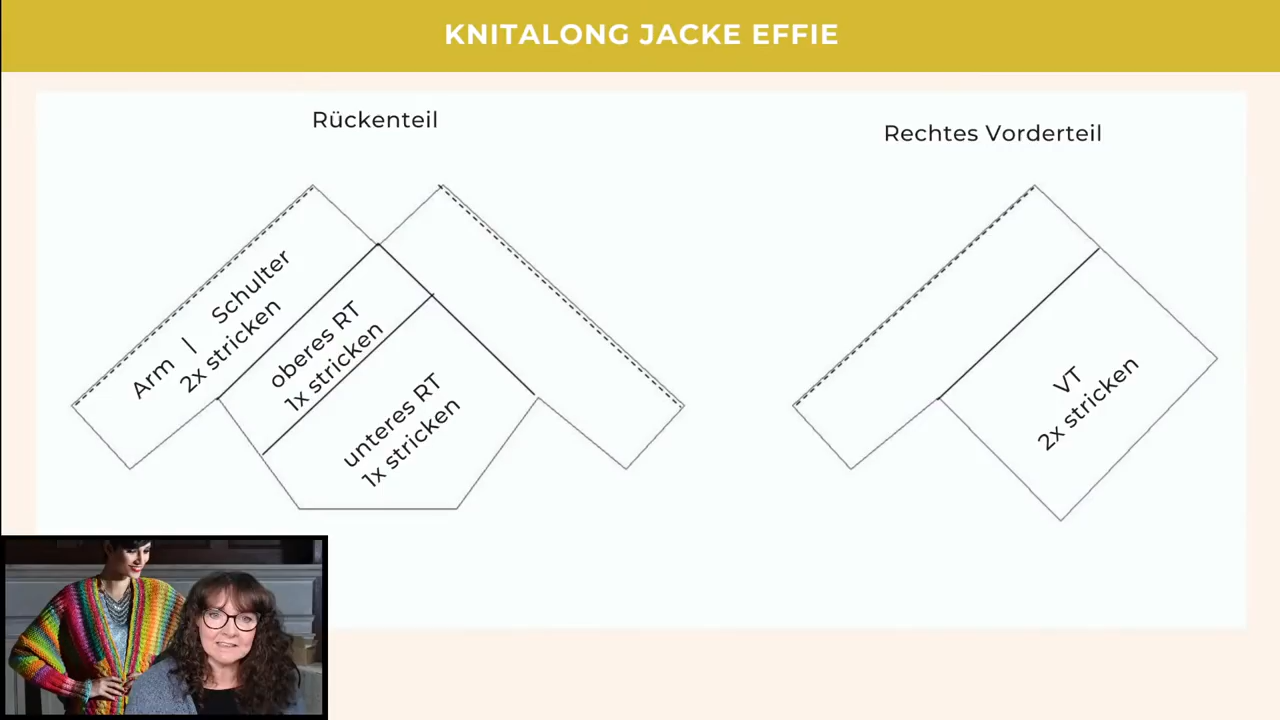 KNITALONG JACKE EFFIE
Rückenteil
Rechtes Vorderteil
Arm | Schulter
2x stricken
oberes RT
1x stricken
unteres RT
1x stricken
VT
2x stricken